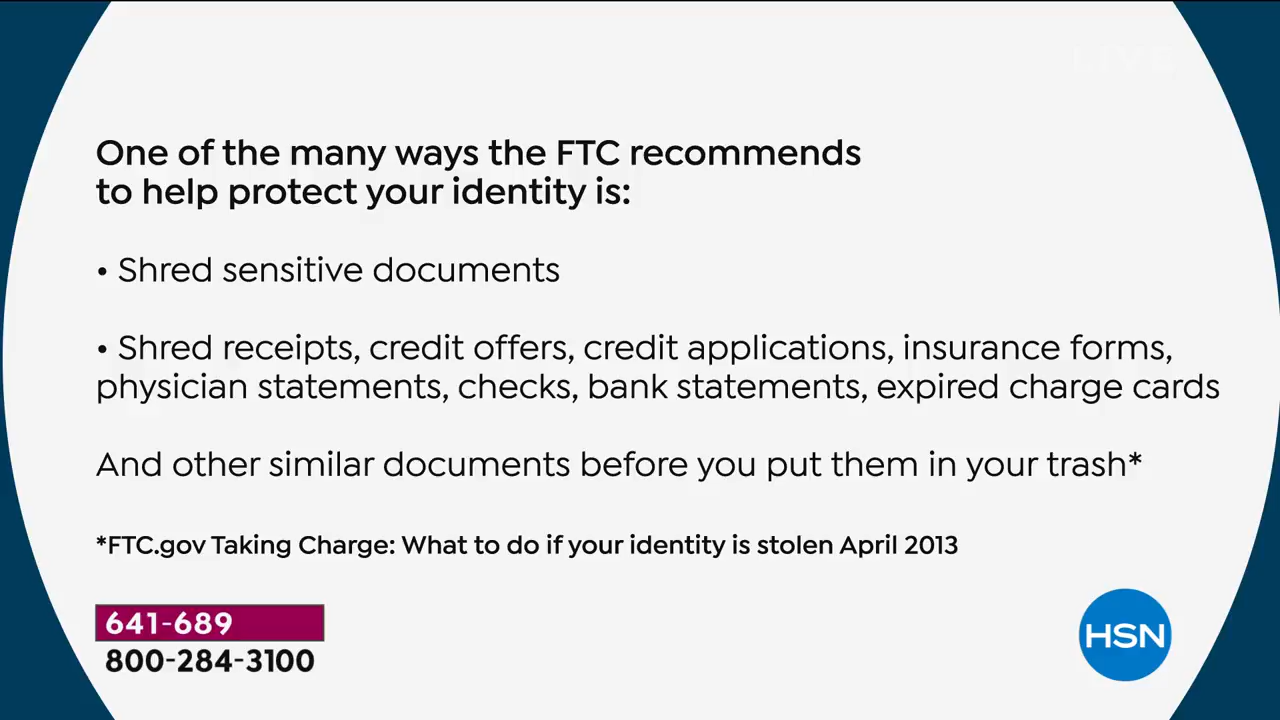 LIVE
One of the many ways the FTC recommends
to help protect your identity is:
• Shred sensitive documents
• Shred receipts, credit offers, credit applications, insurance forms,
physician statements, checks, bank statements, expired charge cards
And other similar documents before you put them in your trash*
*FTC.gov Taking Charge: What to do if your identity is stolen April 2013
641-689
800-284-3100
HSN